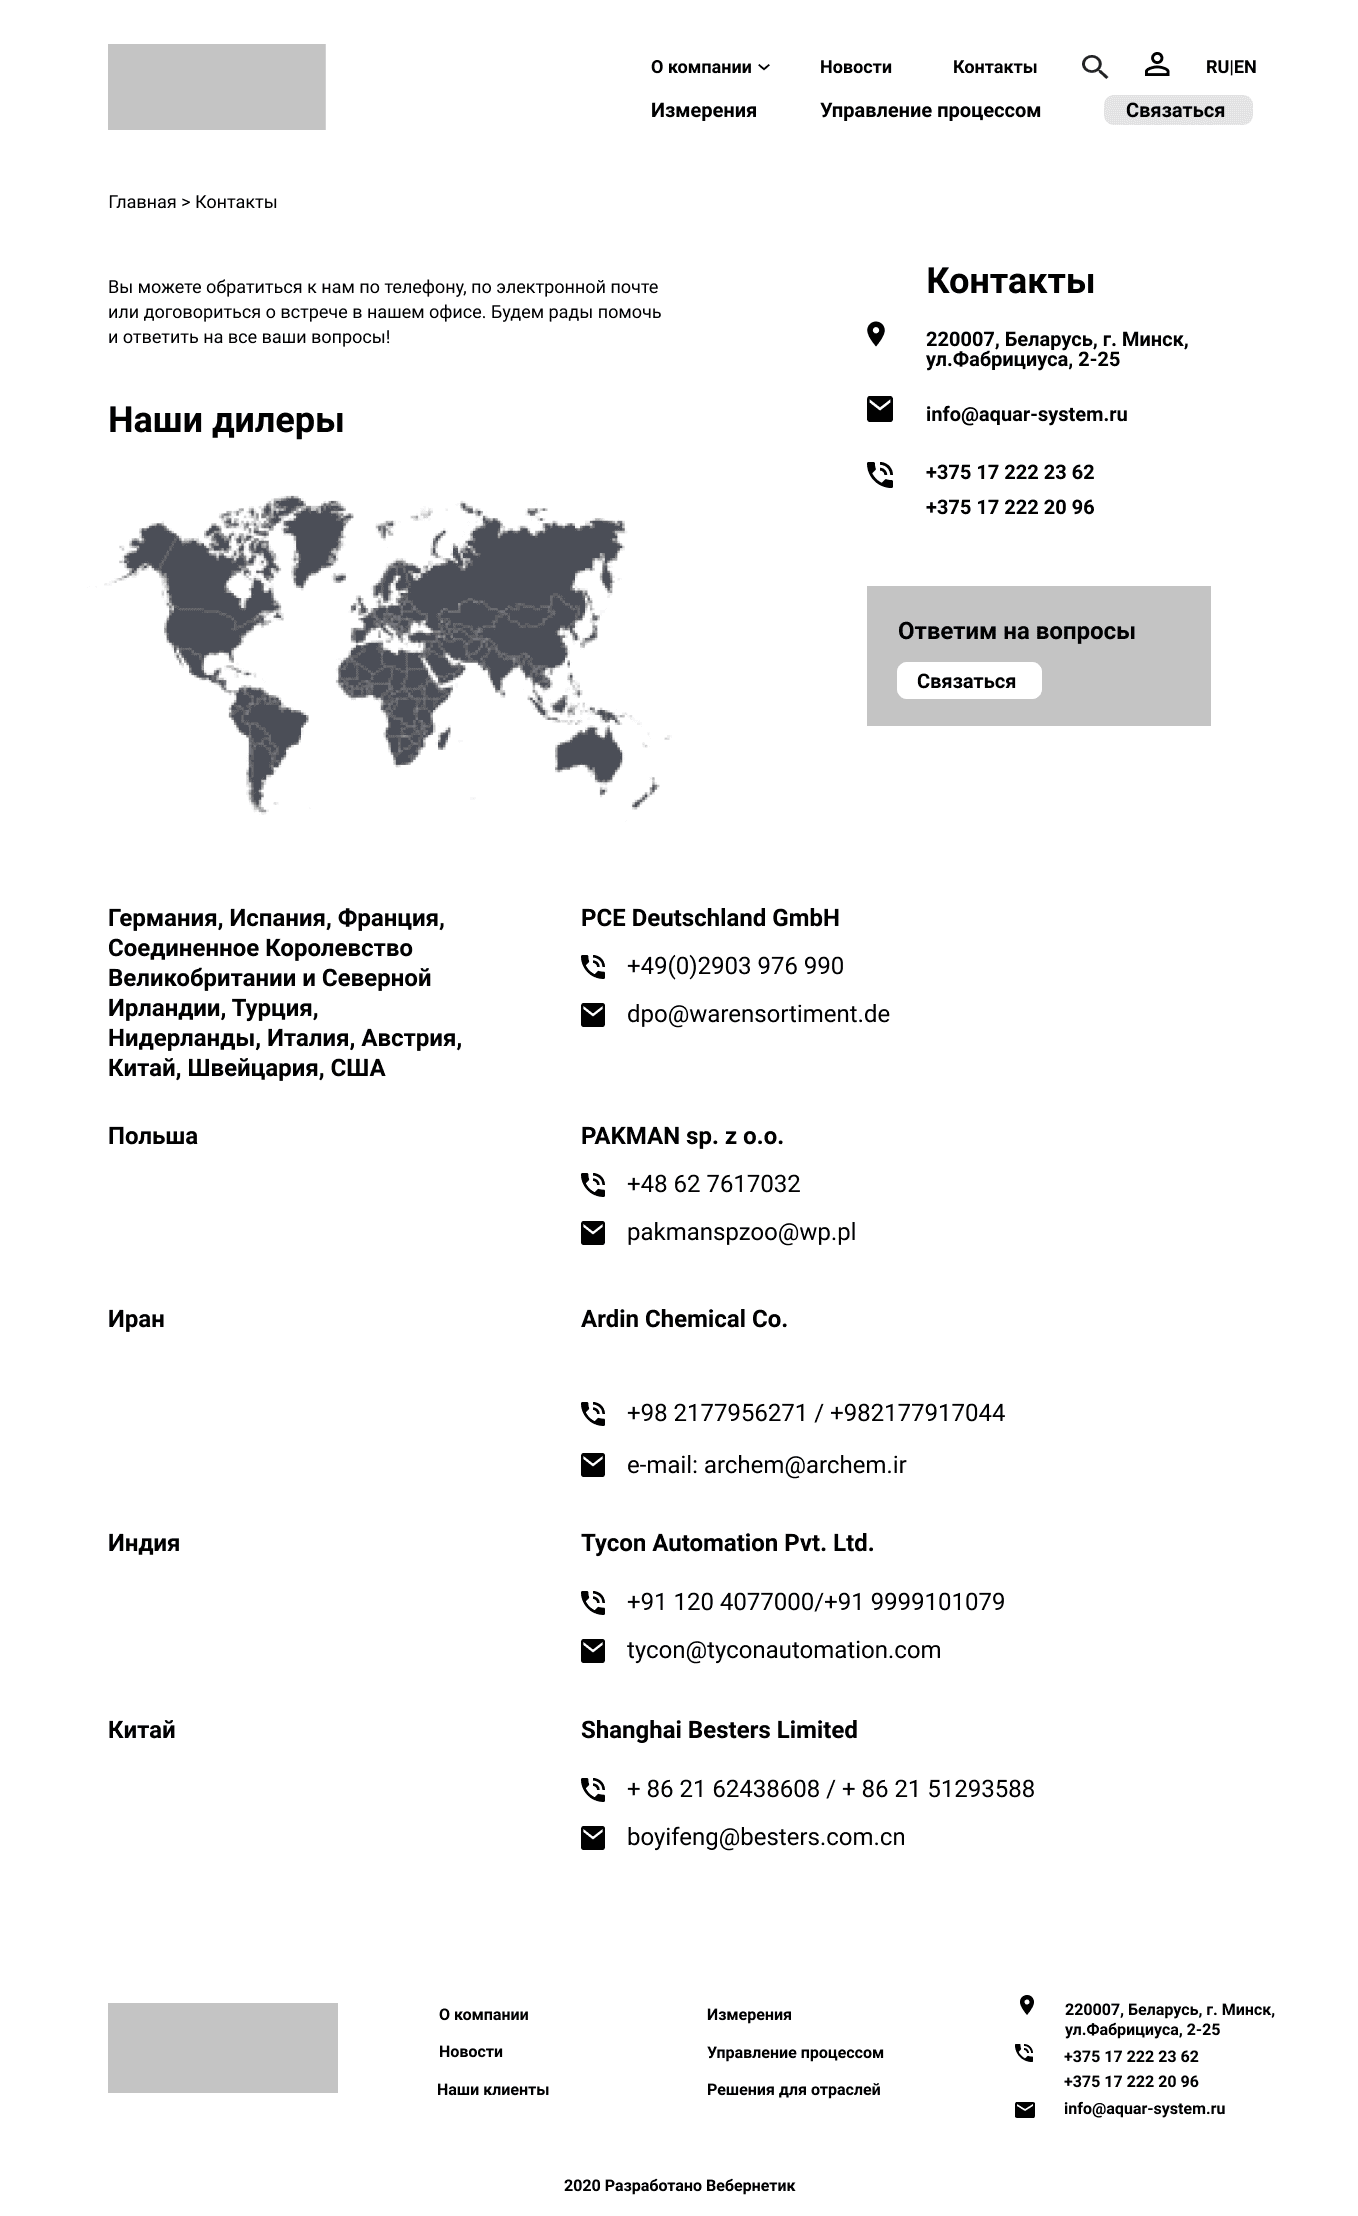 О компании
Новости
Контакты
RU|EN
Измерения
Управление процессом
Связаться
Главная > Контакты
Вы можете обратиться к нам по телефону, по электронной почте
или договориться о встрече в нашем офисе. Будем рады помочь
и ответить на все ваши вопросы!
Наши дилеры
Контакты
220007, Беларусь, г. Минск,
ул.Фабрициуса, 2-25
info@aquar-system.ru
+375 17 222 23 62
+375 17 222 20 96
Ответим на вопросы
Связаться
Германия, Испания, Франция,
Соединенное Королевство
Великобритании и Северной
Ирландии, Турция,
Нидерланды, Италия, Австрия,
Китай, Швейцария, США
PCE Deutschland GmbH
+49(0)2903 976 990
dpo@warensortiment.de
Польша
PAKMAN sp. z o.o.
+48 62 7617032
pakmanspzoo@wp.pl
Иран
Ardin Chemical Co.
+98 2177956271 / +982177917044
e-mail: archem@archem.ir
Индия
Tycon Automation Pvt. Ltd.
+91 120 4077000/+91 9999101079
tycon@tyconautomation.com
Китай
Shanghai Besters Limited
+ 86 21 62438608 / + 86 21 51293588
boyifeng@besters.com.cn
О компании
Новости
Наши клиенты
Измерения
Управление процессом
Решения для отраслей
220007, Беларусь, г. Минск,
ул.Фабрициуса, 2-25
+375 17 222 23 62
+375 17 222 20 96
info@aquar-system.ru
2020 Разработано Вебернетик